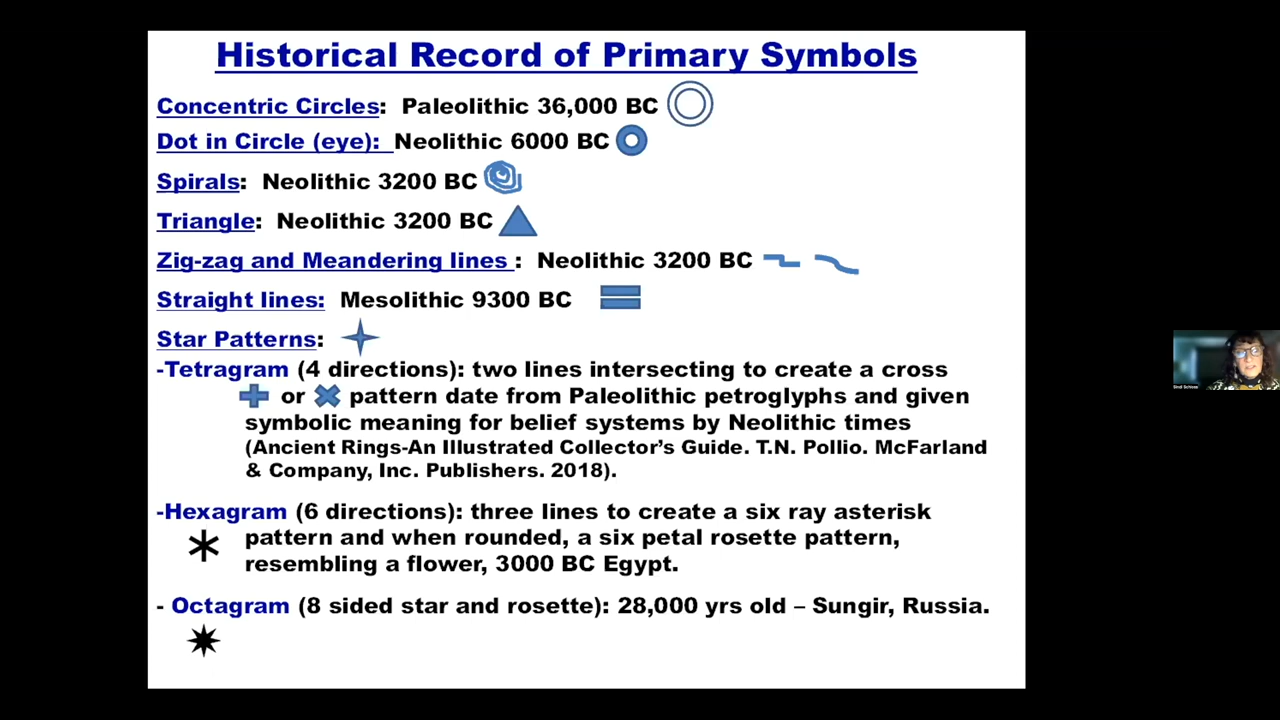 Historical Record of Primary Symbols
Concentric Circles: Paleolithic 36,000 BC
Dot in Circle (eye): Neolithic 6000 BC
Spirals: Neolithic 3200 BC
Triangle: Neolithic 3200 BC
Zig-zag and Meandering lines : Neolithic 3200 BC
Straight lines: Mesolithic 9300 BC
Star Patterns:
-Tetragram (4 directions): two lines intersecting to create a cross
or pattern date from Paleolithic petroglyphs and given
symbolic meaning for belief systems by Neolithic times
(Ancient Rings-An Illustrated Collector's Guide. T.N. Pollio. McFarland
& Company, Inc. Publishers. 2018).
-Hexagram (6 directions): three lines to create a six ray asterisk
pattern and when rounded, a six petal rosette pattern,
resembling a flower, 3000 BC Egypt.
- Octagram (8 sided star and rosette): 28,000 yrs old – Sungir, Russia.